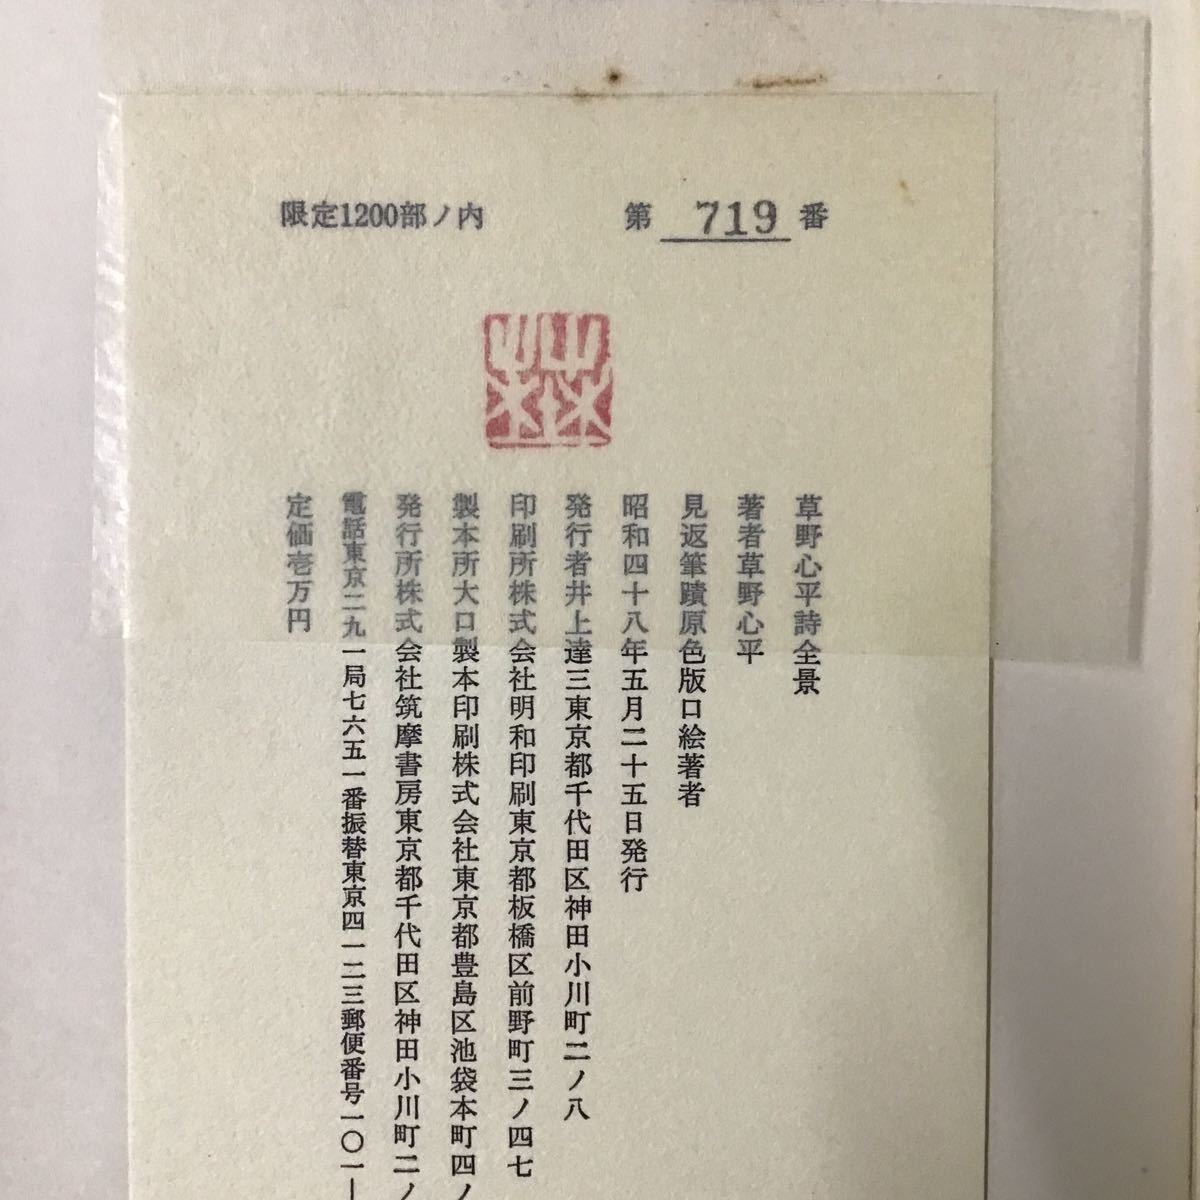 限定1200部ノ内 第 719 番
草野心平詩全景
著者草野心平
見返筆蹟原色版口絵著者
昭和四十八年五月二十五日発行
発行者井上達三東京都千代田区神田小川町二ノ八
印刷所株式会社明和印刷東京都板橋区前野町三ノ四七
製本所大口製本印刷株式会社東京都豊島区池袋本町四ノ
発行所株式会社筑摩書房東京都千代田区神田小川町二ノ
電話東京二九一局七六五一番振替東京四一二三郵便番号一〇一―
定価壱万円